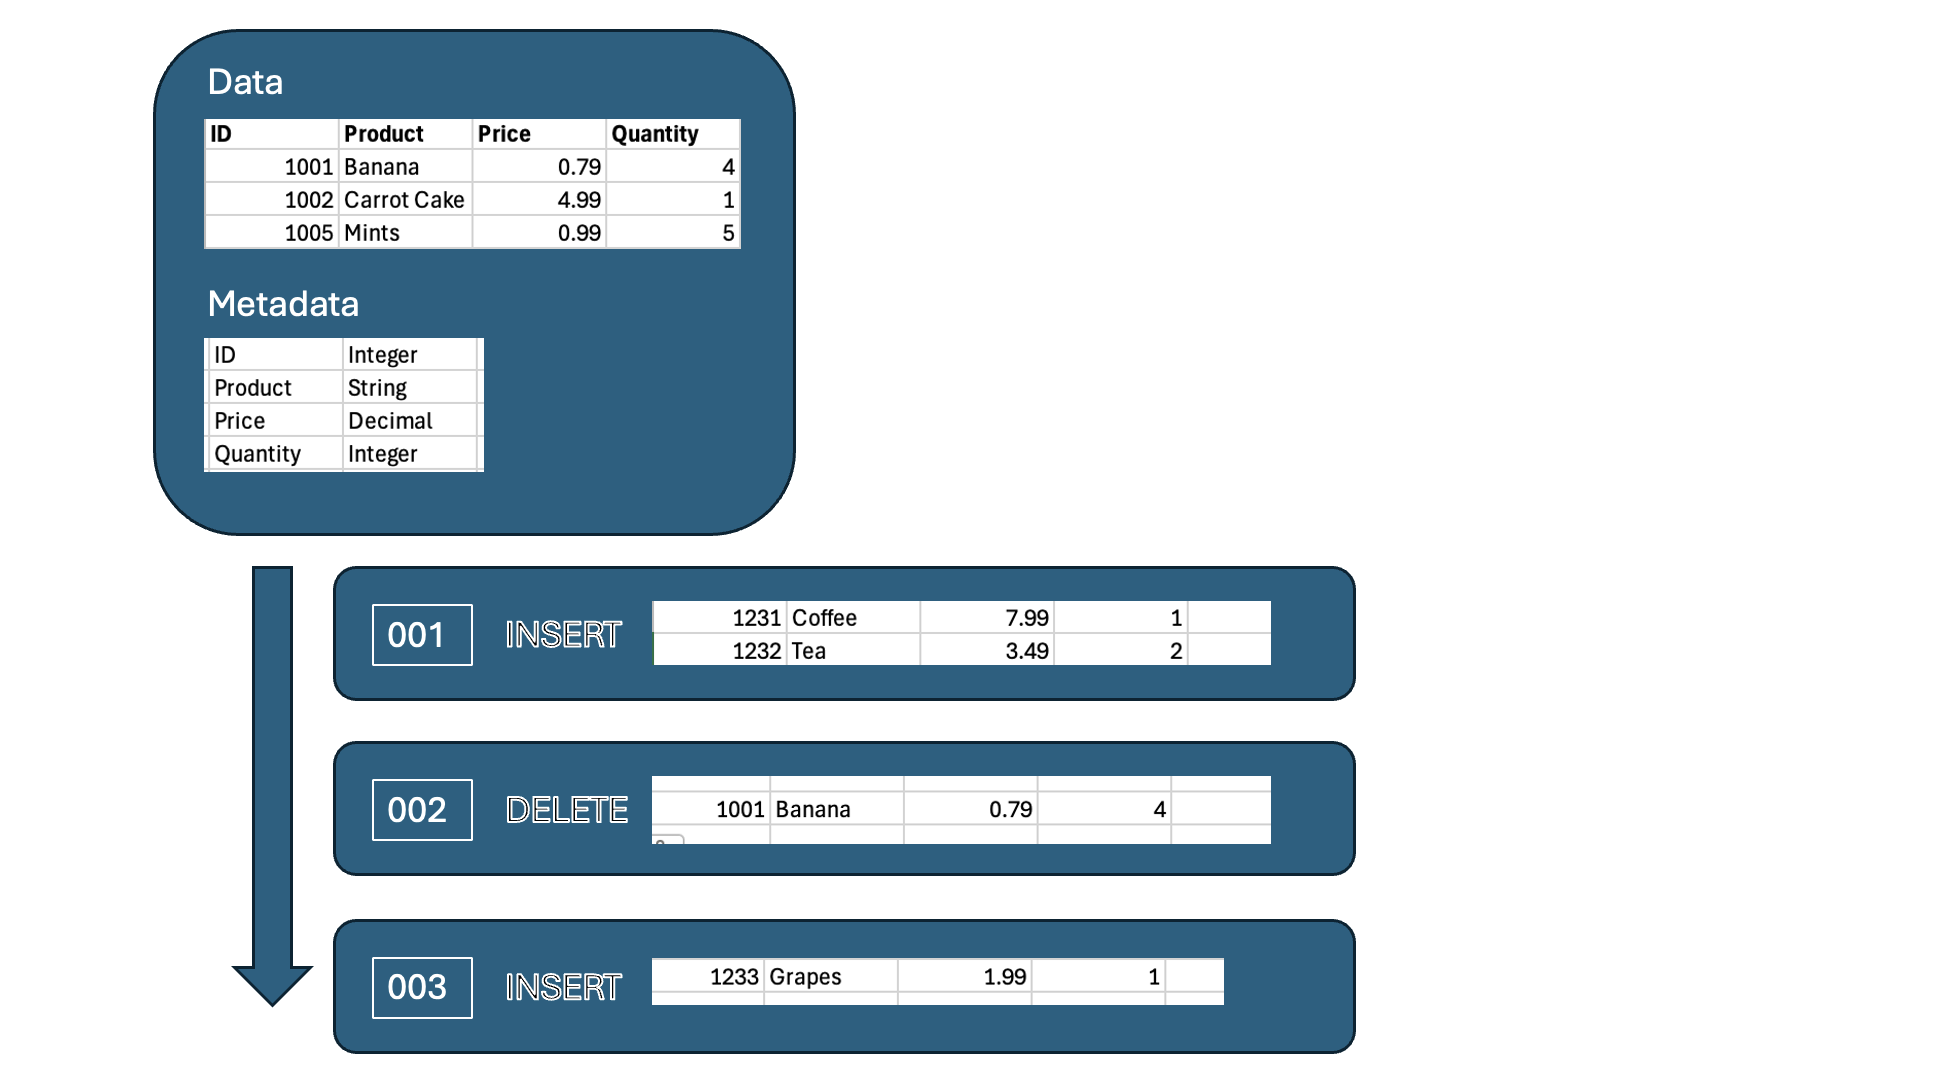 Data
ID Product Price Quantity
1001 Banana 0.79 4
1002 Carrot Cake 4.99 1
1005 Mints 0.99 5
Metadata
ID Integer
Product String
Price Decimal
Quantity Integer
001 INSERT
1231 Coffee 7.99 1
1232 Tea 3.49 2
002 DELETE
1001 Banana 0.79 4
003 INSERT
1233 Grapes 1.99 1